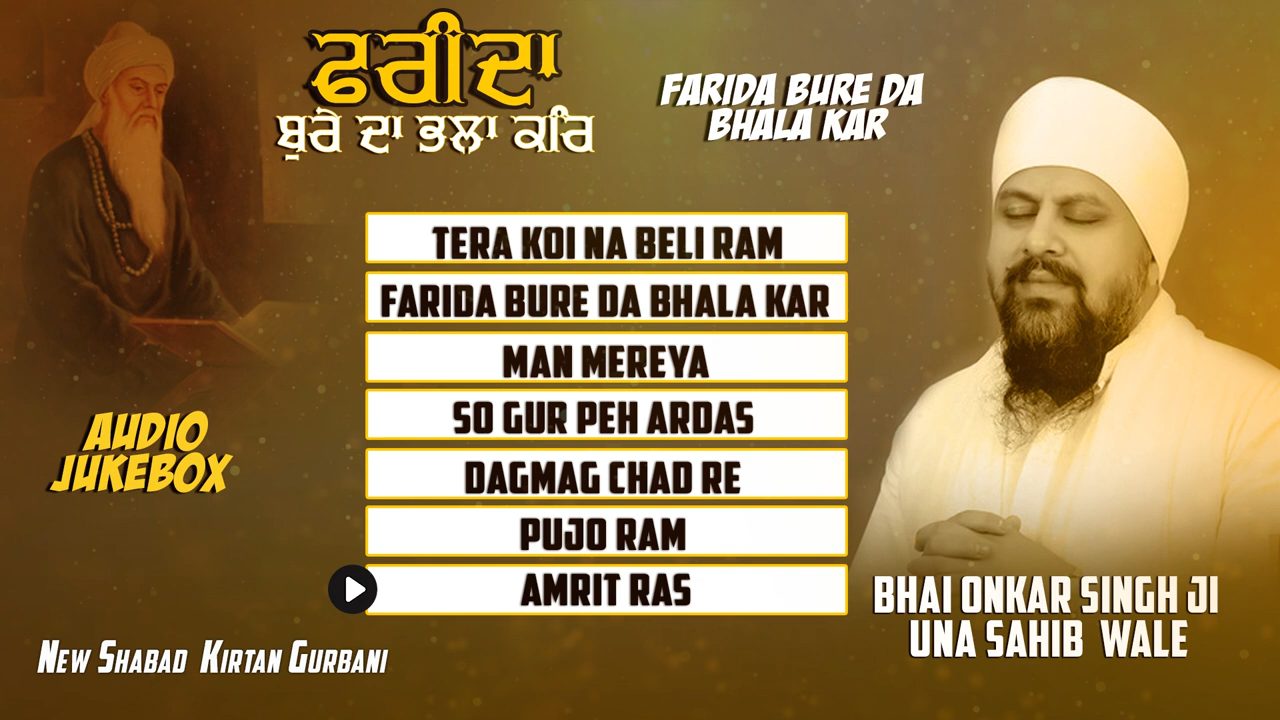 ਫਰੀਦਾ
ਬੁਰੇ ਦਾ ਭਲਾ ਕਰਿ
FARIDA BURE DA
BHALA KAR
TERA KOI NA BELI RAM
FARIDA BURE DA BHALA KAR
MAN MEREYA
SO GUR PEH ARDAS
DAGMAG CHAD RE
PUJO RAM
AMRIT RAS
AUDIO
JUKEBOX
BHAI ONKAR SINGH JI
UNA SAHIB WALE
NEW SHABAD KIRTAN GURBANI